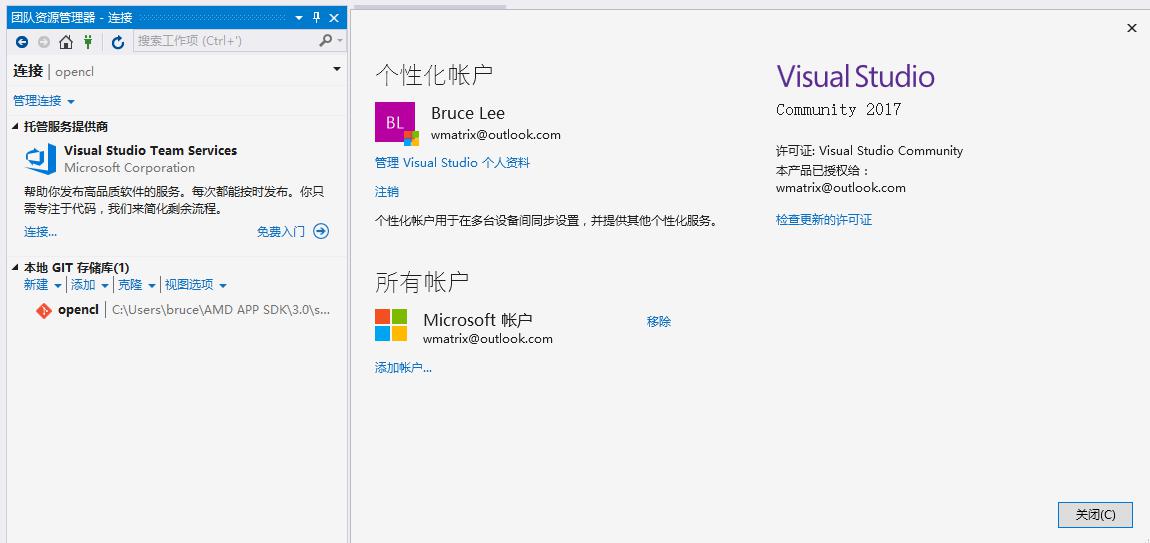 团队资源管理器 - 连接
搜索工作项 (Ctrl+')
连接 | opencl
管理连接
托管服务提供商
Visual Studio Team Services
Microsoft Corporation
帮助你发布高品质软件的服务。每次都能按时发布。你只
需专注于代码，我们来简化剩余流程。
连接...
免费入门
本地 GIT 存储库(1)
新建 | 添加 | 克隆 | 视图选项
opencl | C:\Users\bruce\AMD APP SDK\3.0\s...
个性化帐户
BL
Bruce Lee
wmatrix@outlook.com
管理 Visual Studio 个人资料
注销
个性化帐户用于在多台设备间同步设置，并提供其他个性化服务。
所有帐户
Microsoft 帐户
wmatrix@outlook.com
移除
添加帐户...
Visual Studio
Community 2017
许可证: Visual Studio Community
本产品已授权给：
wmatrix@outlook.com
检查更新的许可证
关闭(C)